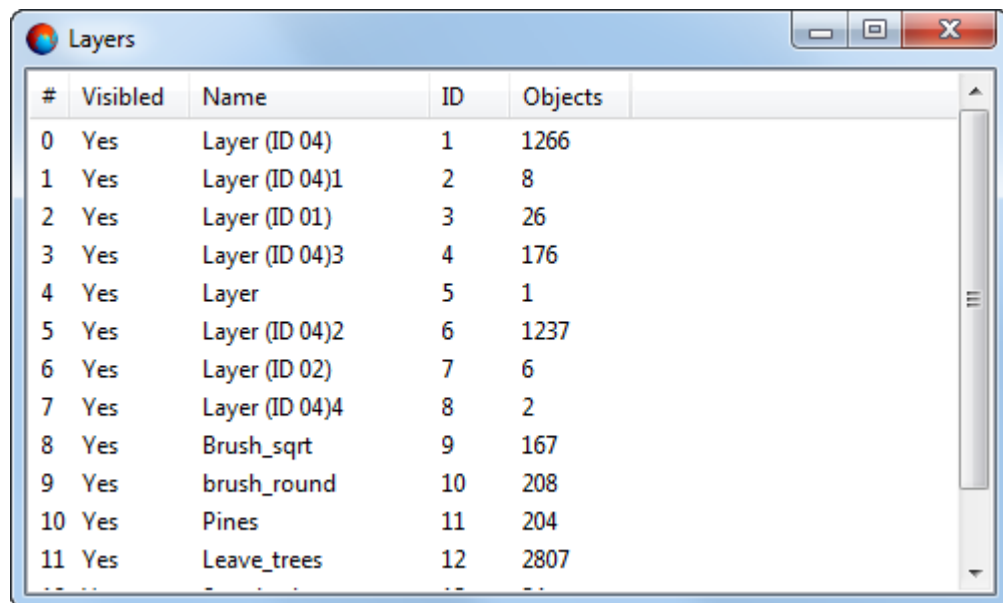 Layers
# Visibled Name ID Objects
0 Yes Layer (ID 04) 1 1266
1 Yes Layer (ID 04)1 2 8
2 Yes Layer (ID 01) 3 26
3 Yes Layer (ID 04)3 4 176
4 Yes Layer 5 1
5 Yes Layer (ID 04)2 6 1237
6 Yes Layer (ID 02) 7 6
7 Yes Layer (ID 04)4 8 2
8 Yes Brush_sqrt 9 167
9 Yes brush_round 10 208
10 Yes Pines 11 204
11 Yes Leave_trees 12 2807